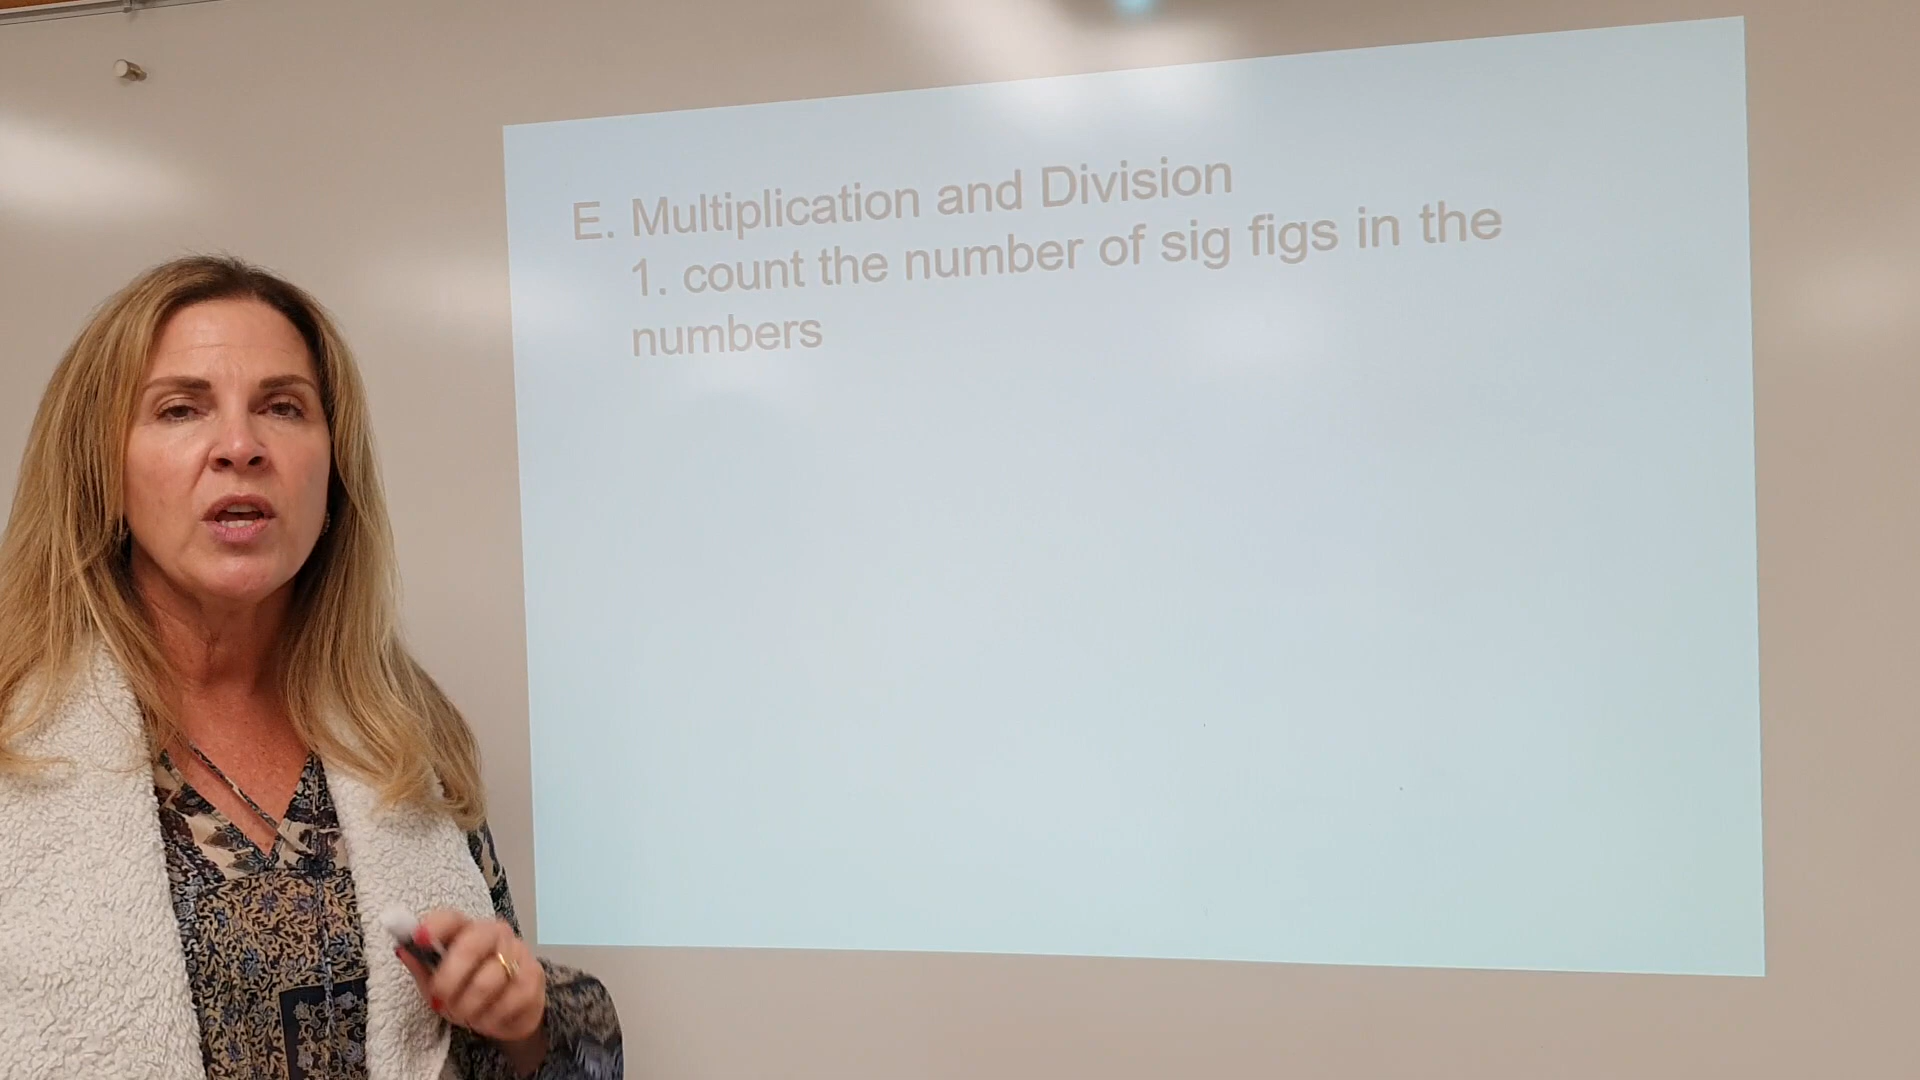 E. Multiplication and Division
1. count the number of sig figs in the
numbers